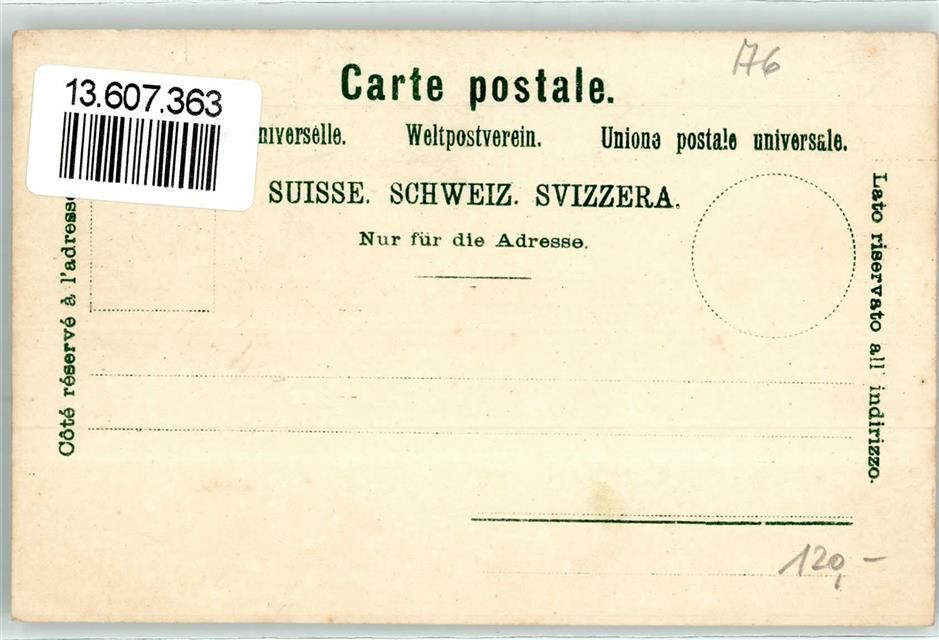 176
Carte postale.
13.607.363
niverselle. Weltpostverein. Unione postale universale.
SUISSE. SCHWEIZ. SVIZZERA.
Nur für die Adresse.
Côté réservé à l'adresse
Lato riservato all indirizzo.
120,-